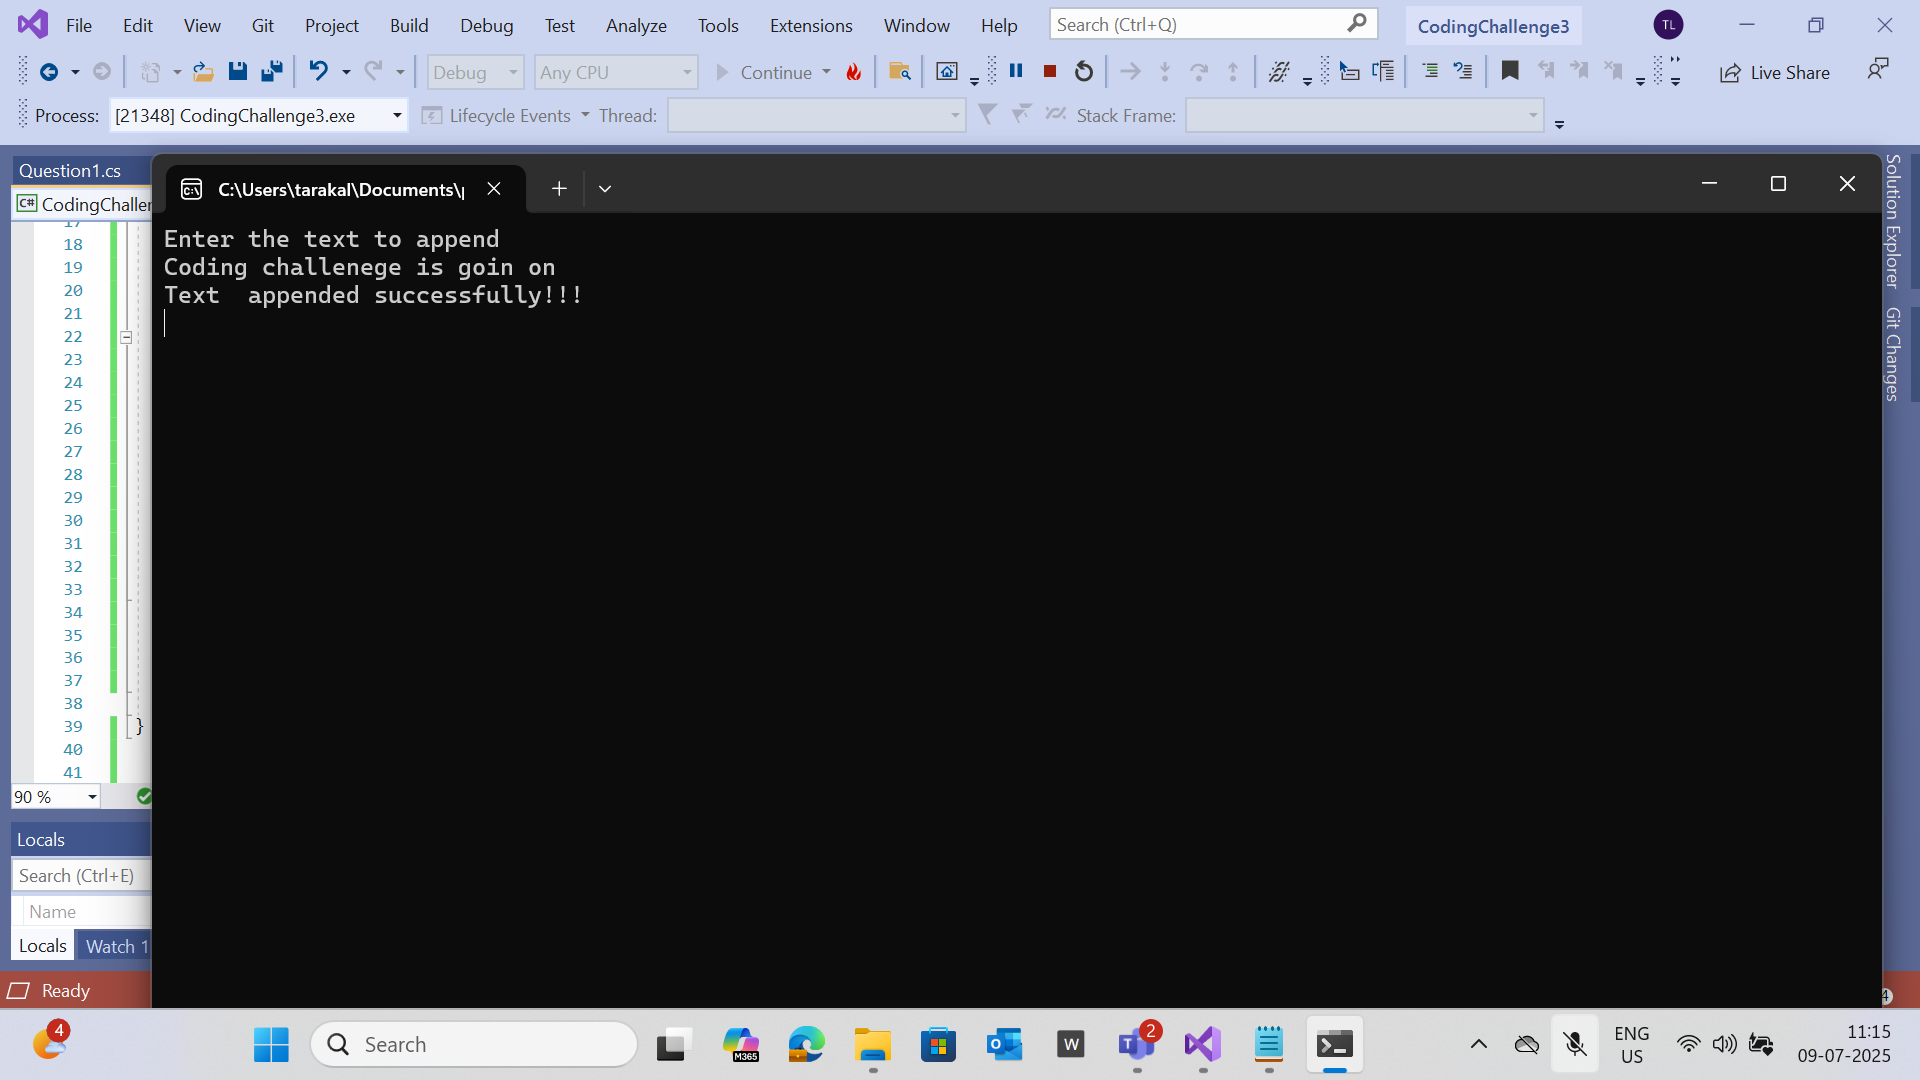 File Edit View Git Project Build Debug Test Analyze Tools Extensions Window Help Search (Ctrl+Q) CodingChallenge3 TL
Debug Any CPU Continue Live Share
Process: [21348] CodingChallenge3.exe Lifecycle Events Thread: Stack Frame:
Question1.cs
C:\Users\tarakal\Documents\
C# CodingChaller
Enter the text to append
Coding challenege is goin on
Text  appended successfully!!!
17
18
19
20
21
22
23
24
25
26
27
28
29
30
31
32
33
34
35
36
37
38
39 }
40
41
90 %
Locals
Search (Ctrl+E)
Name
Locals Watch 1
Ready
Solution Explorer
Git Changes
4
4
Search
M365
W
2
ENG
US
11:15
09-07-2025